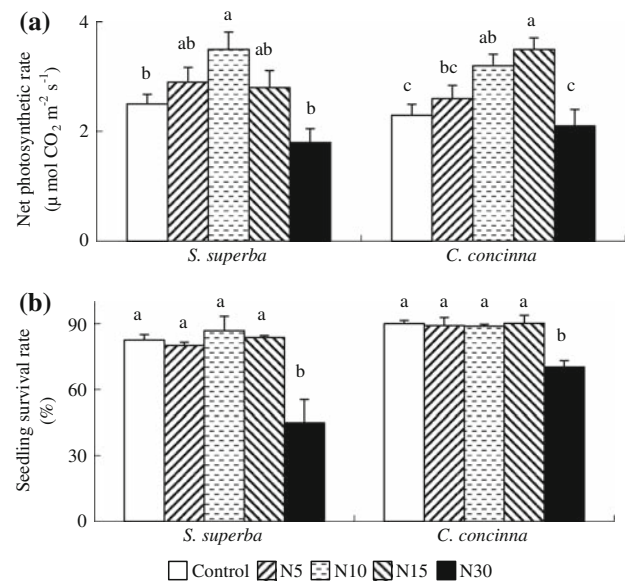 (a)
Net photosynthetic rate
(μ mol CO₂ m⁻² s⁻¹)
4
2
0
b
ab
a
ab
b
c
bc
ab
a
c
S. superba
C. concinna
(b)
Seedling survival rate
(%)
90
60
30
0
a
a
a
a
b
a
a
a
a
b
S. superba
C. concinna
Control N5 N10 N15 N30